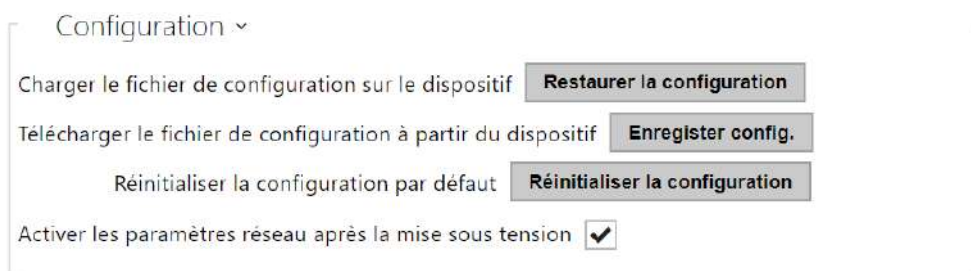 Configuration
Charger le fichier de configuration sur le dispositif Restaurer la configuration
Télécharger le fichier de configuration à partir du dispositif Enregister config.
Réinitialiser la configuration par défaut Réinitialiser la configuration
Activer les paramètres réseau après la mise sous tension